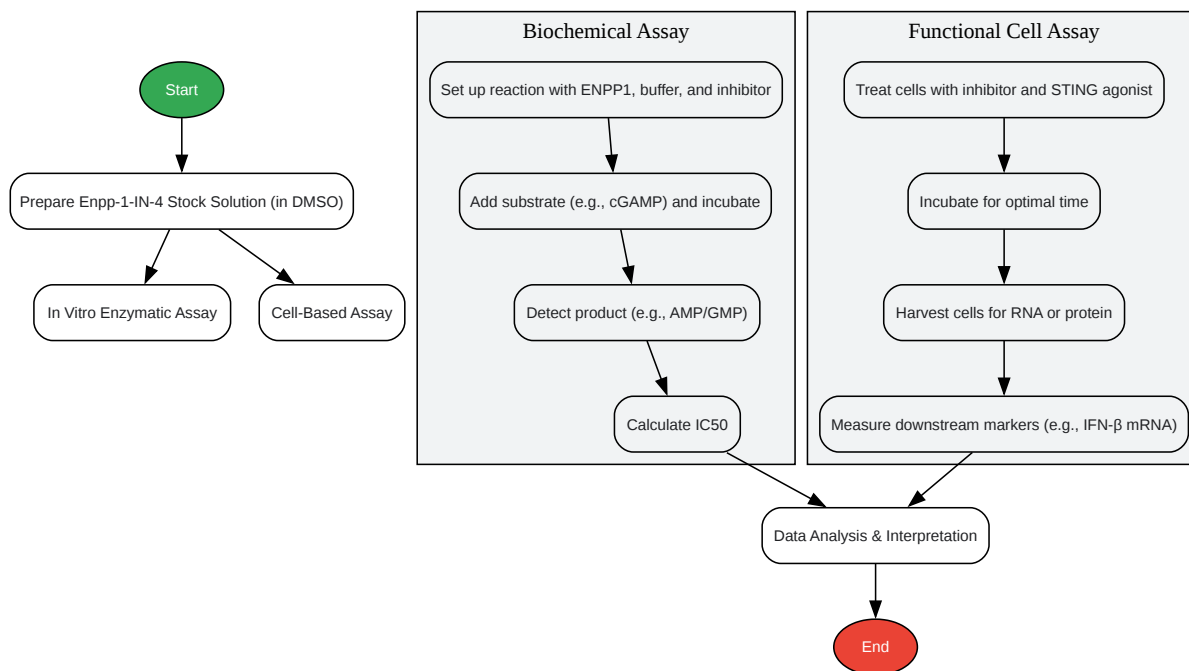 Start
Prepare Enpp-1-IN-4 Stock Solution (in DMSO)
In Vitro Enzymatic Assay
Cell-Based Assay
Biochemical Assay
Set up reaction with ENPP1, buffer, and inhibitor
Add substrate (e.g., cGAMP) and incubate
Detect product (e.g., AMP/GMP)
Calculate IC50
Functional Cell Assay
Treat cells with inhibitor and STING agonist
Incubate for optimal time
Harvest cells for RNA or protein
Measure downstream markers (e.g., IFN-β mRNA)
Data Analysis & Interpretation
End